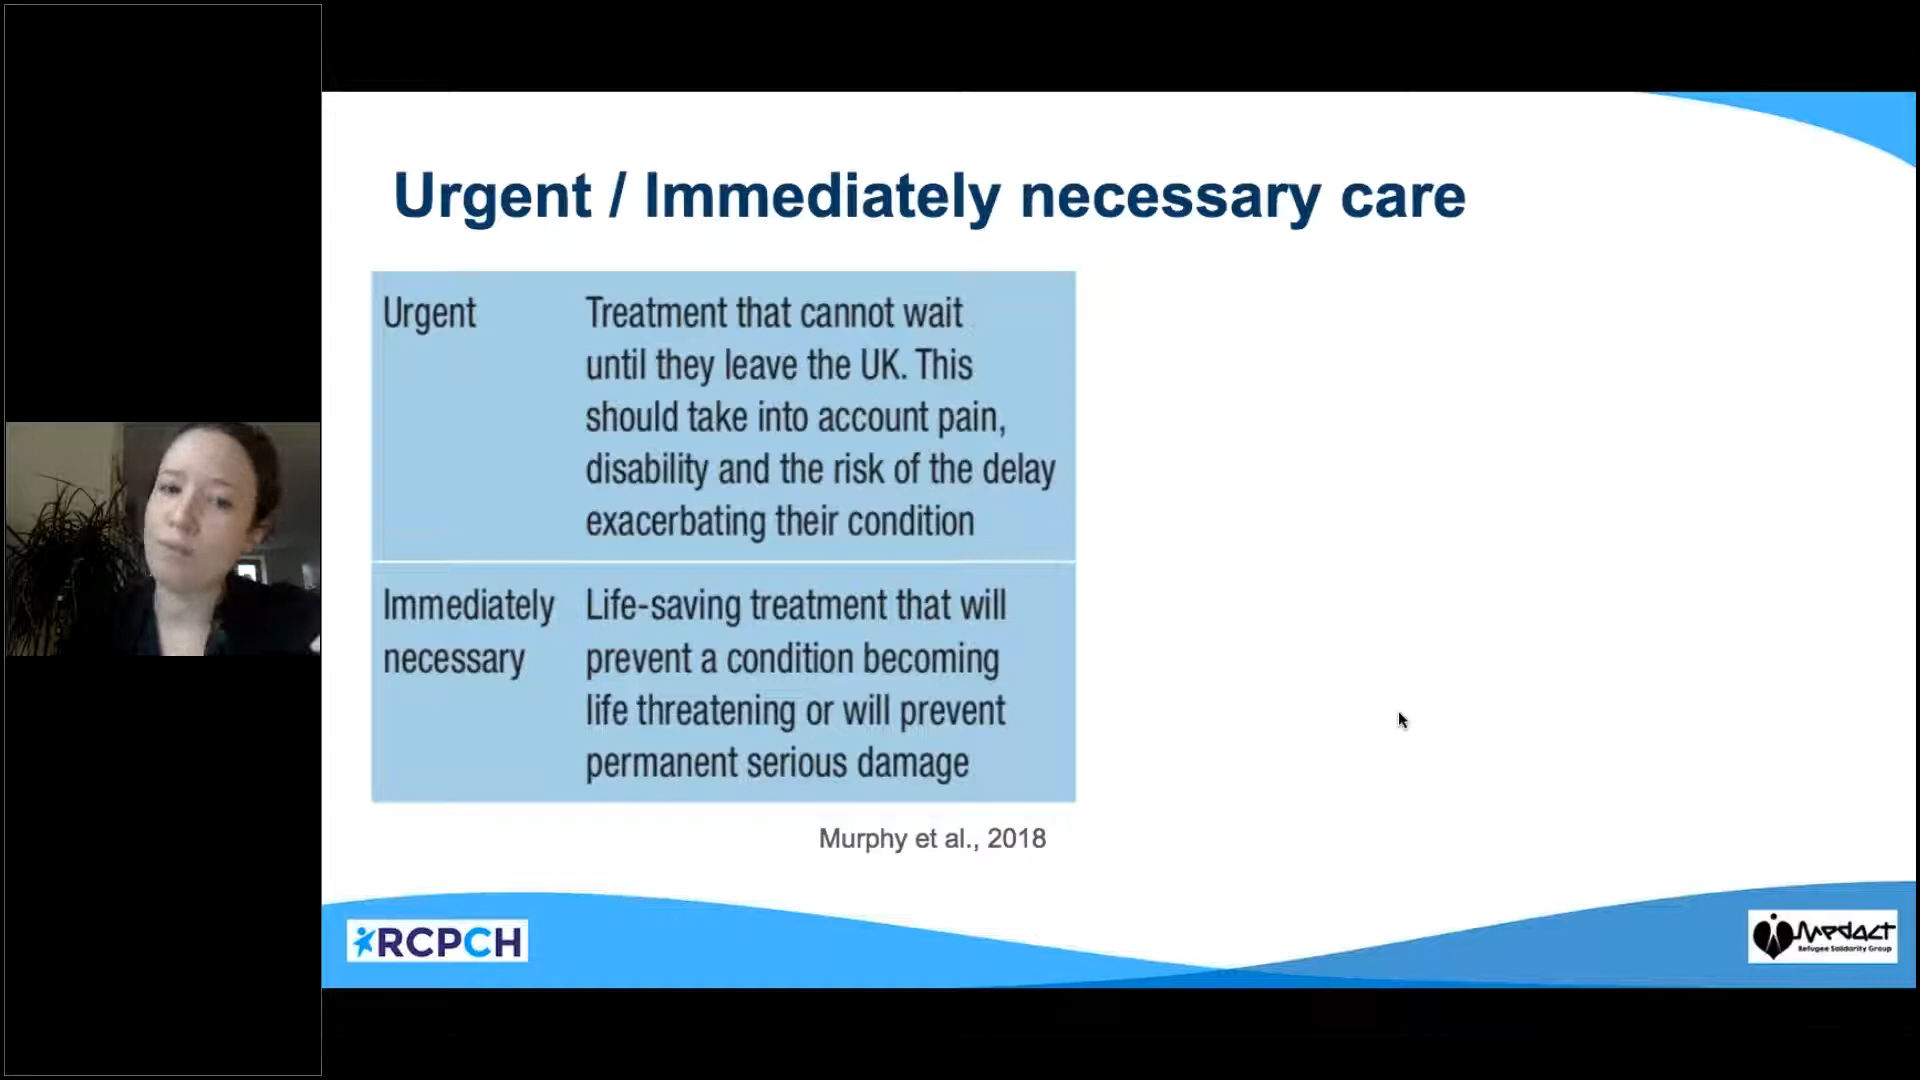 Urgent / Immediately necessary care
Urgent
Treatment that cannot wait
until they leave the UK. This
should take into account pain,
disability and the risk of the delay
exacerbating their condition
Immediately
necessary
Life-saving treatment that will
prevent a condition becoming
life threatening or will prevent
permanent serious damage
Murphy et al., 2018
RCPCH
Medact
Refugee Solidarity Group